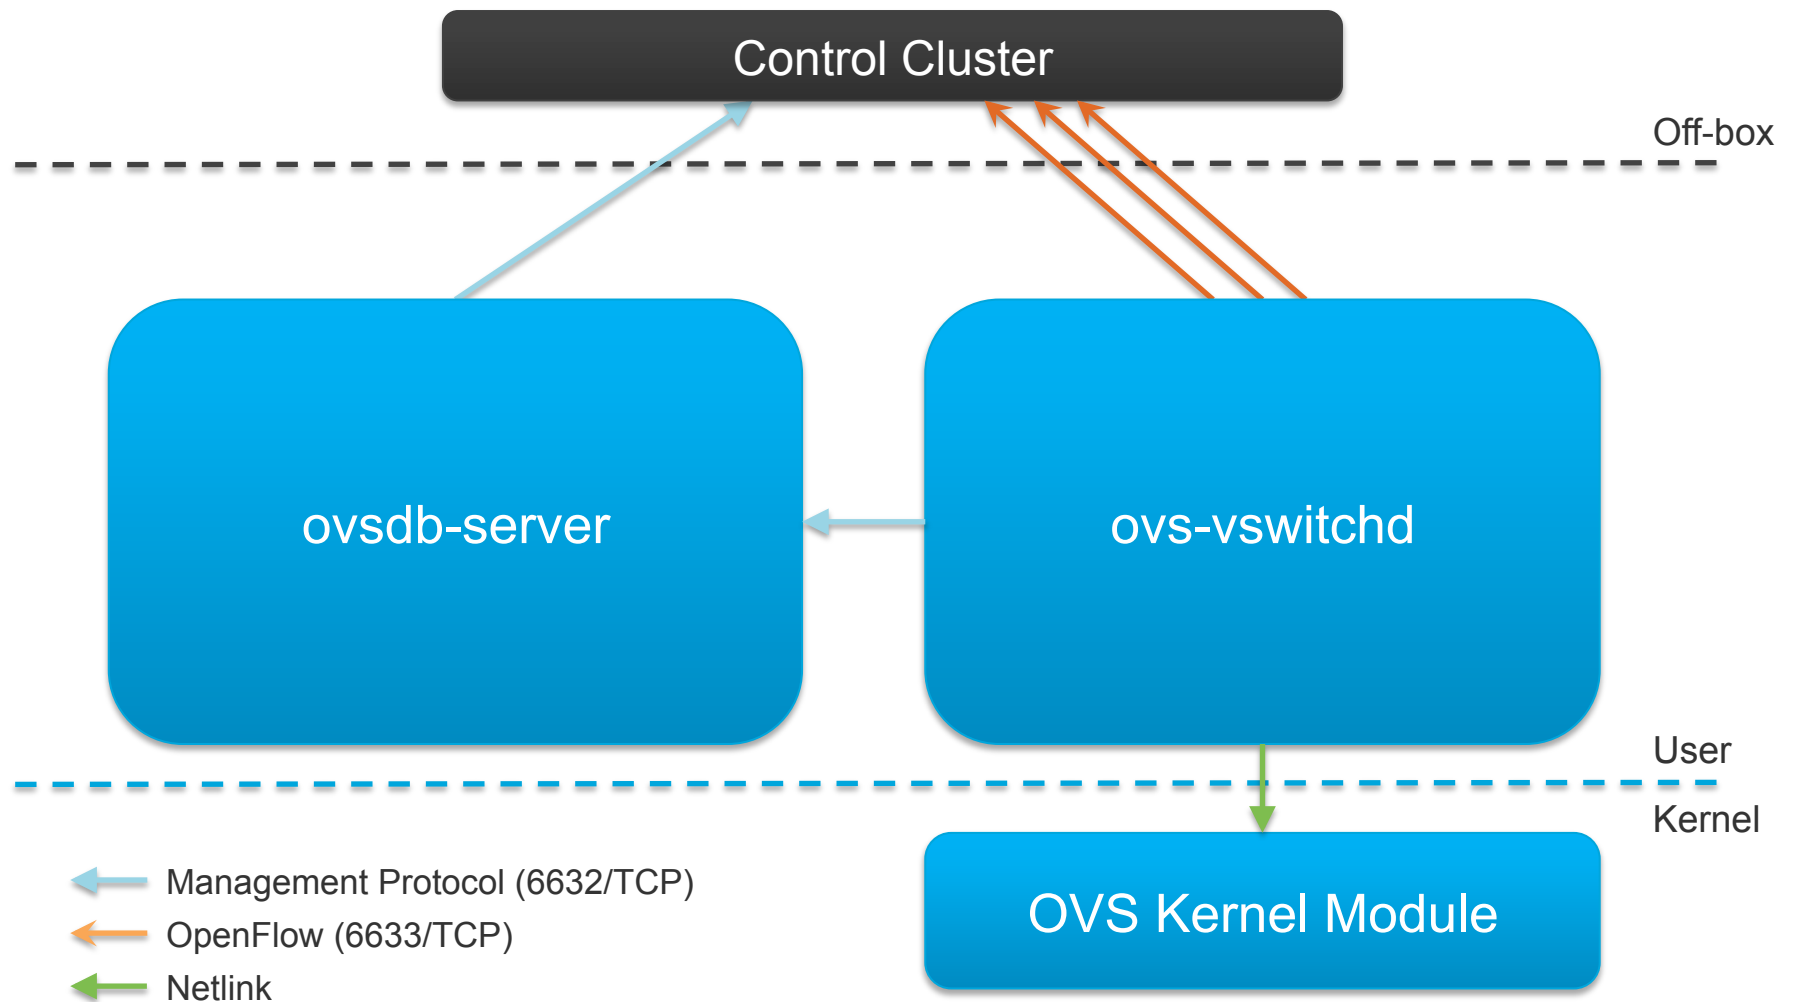 Control Cluster
Off-box
ovsdb-server
ovs-vswitchd
User
Kernel
Management Protocol (6632/TCP)
OpenFlow (6633/TCP)
Netlink
OVS Kernel Module